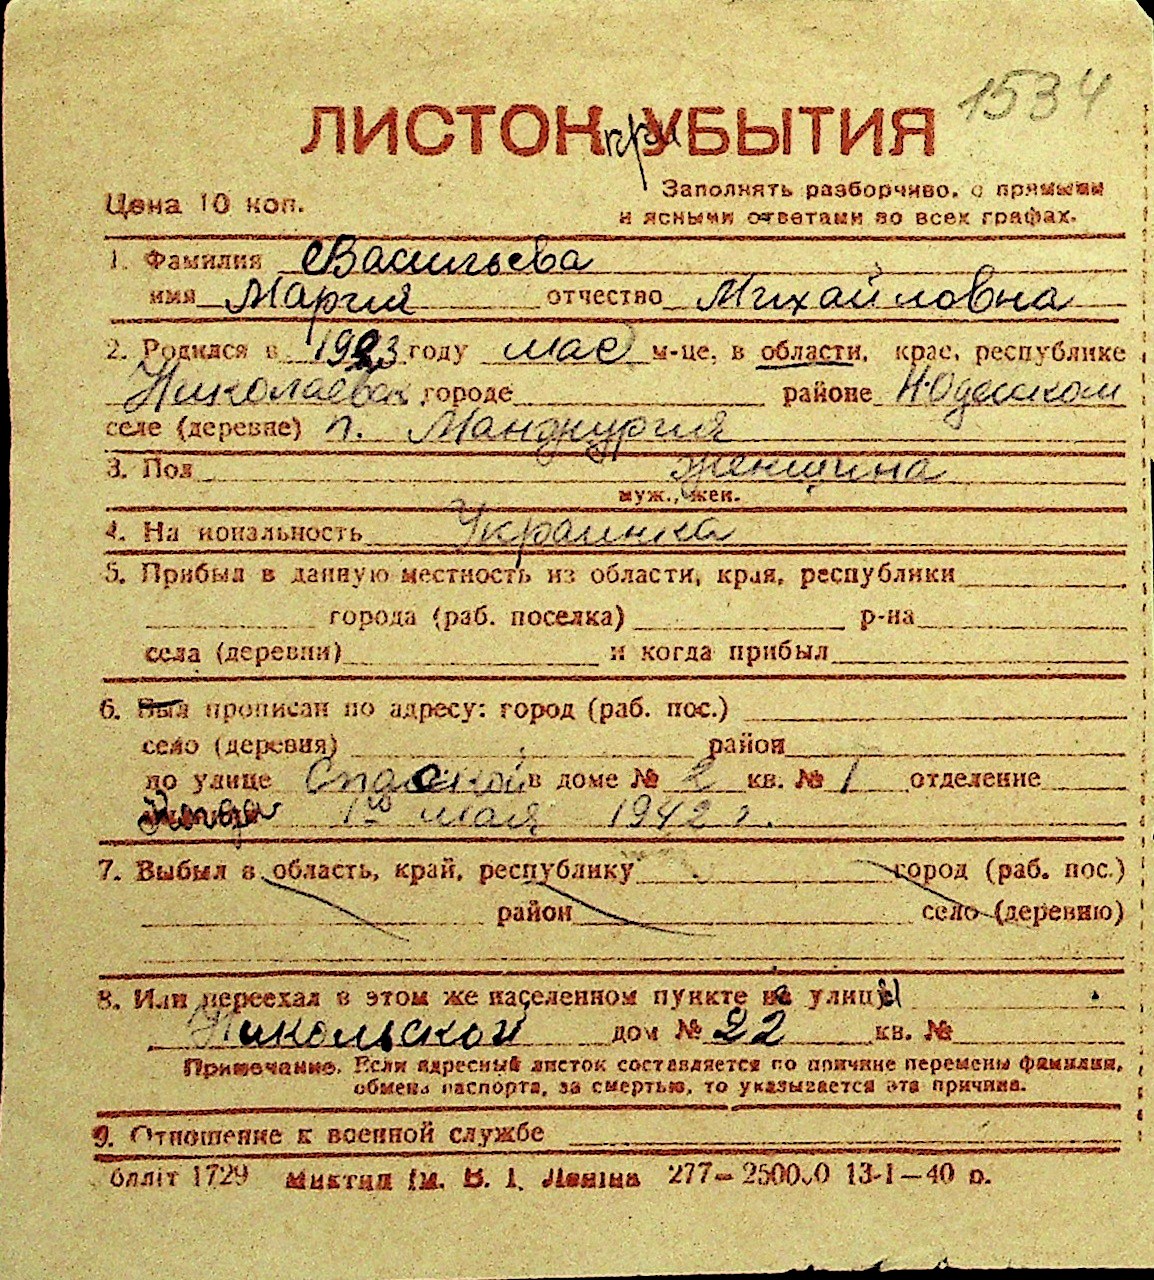 1534
ЛИСТОК при УБЫТИЯ
Цена 10 коп.
Заполнять разборчиво, с прямыми
и ясными ответами во всех графах.
1. Фамилия Васильева
имя Мария отчество Михайловна
2. Родился в 1923 году мае м-це, в области, крае, республике
Николаевск городе районе Н-Одесском
селе (деревне) п. Манджурия
3. Пол женщина
муж., жен.
4. Национальность Украинка
5. Прибыл в данную местность из области, края, республики
города (раб. поселка) р-на
села (деревни) и когда прибыл
6. Был прописан по адресу: город (раб. пос.)
село (деревня) район
по улице Спаской в доме № 2 кв. № 1 отделение
Когда 1го мая 1942 г.
7. Выбыл в область, край, республику город (раб. пос.)
район село (деревню)
8. Или переехал в этом же населенном пункте на улицу
Никольской дом № 22 кв. №
Примечание. Если адресный листок составляется по причине перемены фамилии,
обмена паспорта, за смертью, то указывается эта причина.
9. Отношение к военной службе
блліт 1729 им. В. І. Леніна 277—250000 13-1—40 р.